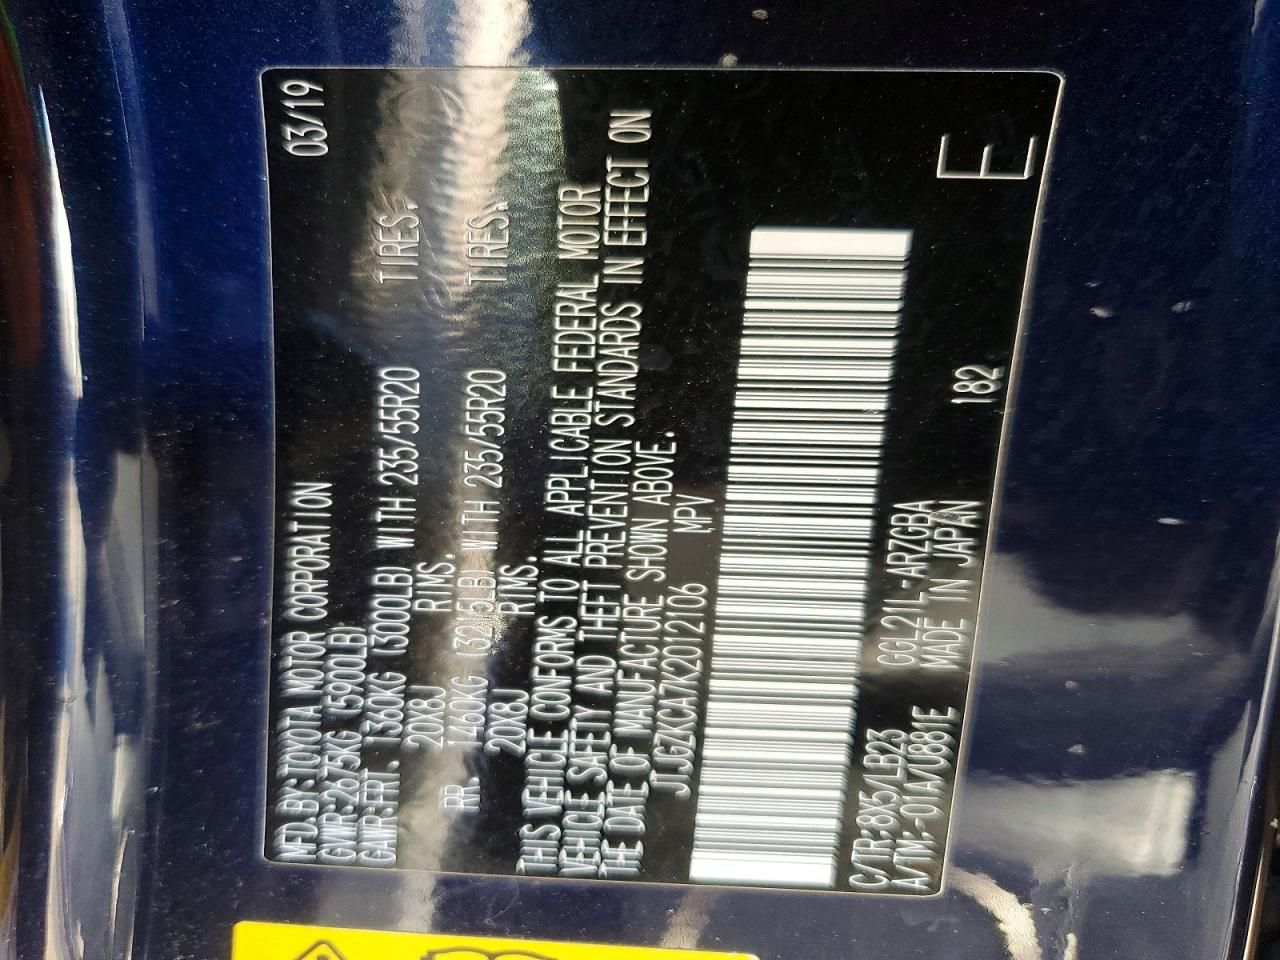 MFD.BY:TOYOTA MOTOR CORPORATION 03/19
GVWR:2675KG (5900LB)
GAWR:FRT. 1360KG (3000LB) WITH 235/55R20 TIRES,
20X8J RIMS.
RR. 1460KG (3215LB) WITH 235/55R20 TIRES,
20X8J RIMS.
THIS VEHICLE CONFORMS TO ALL APPLICABLE FEDERAL MOTOR
VEHICLE SAFETY AND THEFT PREVENTION STANDARDS IN EFFECT ON
THE DATE OF MANUFACTURE SHOWN ABOVE.
JTJGZKCA7K2012106 MPV
C/TR:8X5/LB23 GGL21L-ARZGBA 182 E
A/TM:-01A/U881E MADE IN JAPAN